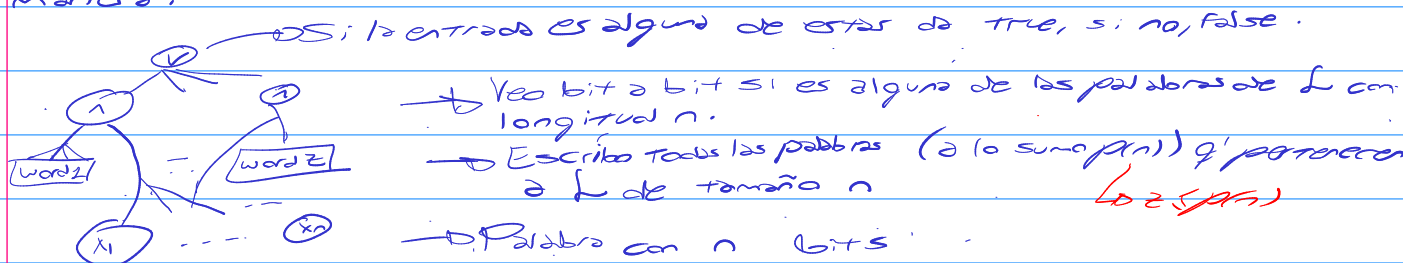 Si la entrada es alguna de estas da true, si no, false.
V
∧ ∧
Veo bit a bit si es alguna de las palabras de L con
longitud n.
word1 ... word z
Escribo todas las palabras (a lo sumo p(n)) q' pertenecen
a L de tamaño n
z ≤ p(n)
x1 ... xn
Palabra con n bits